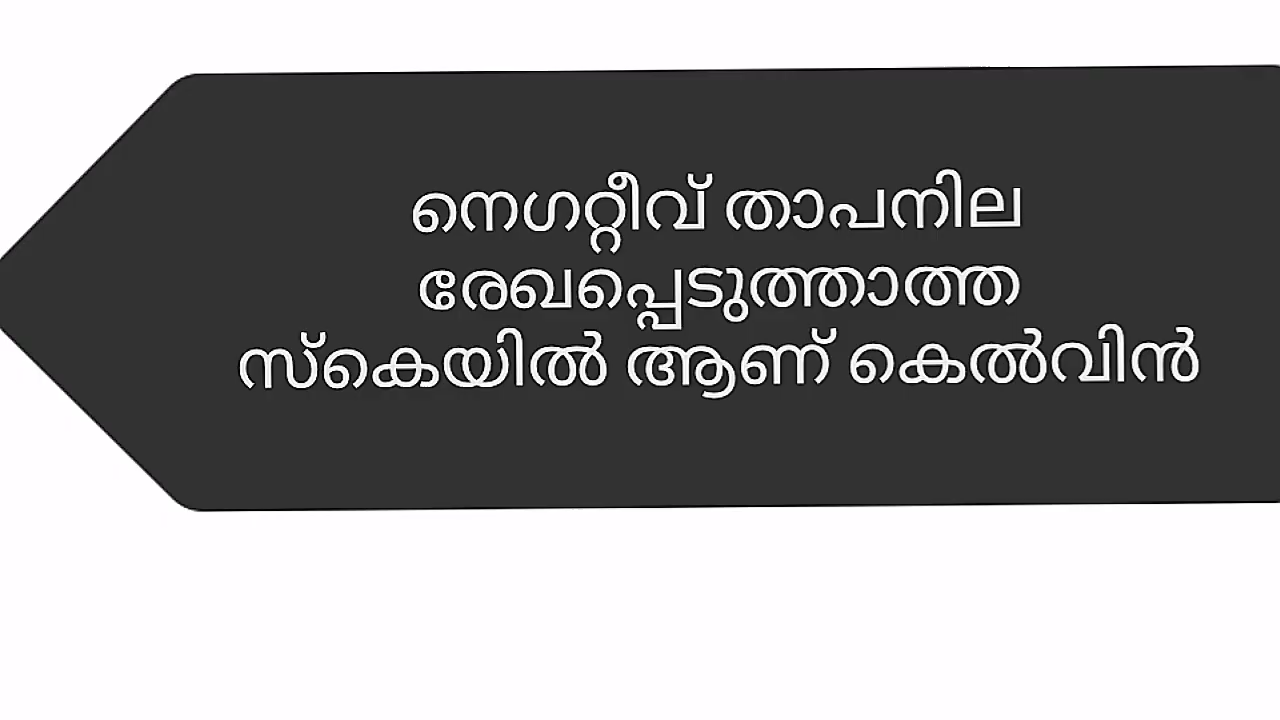 നെഗറ്റീവ് താപനില
രേഖപ്പെടുത്താത്ത
സ്കെയിൽ ആണ് കെൽവിൻ